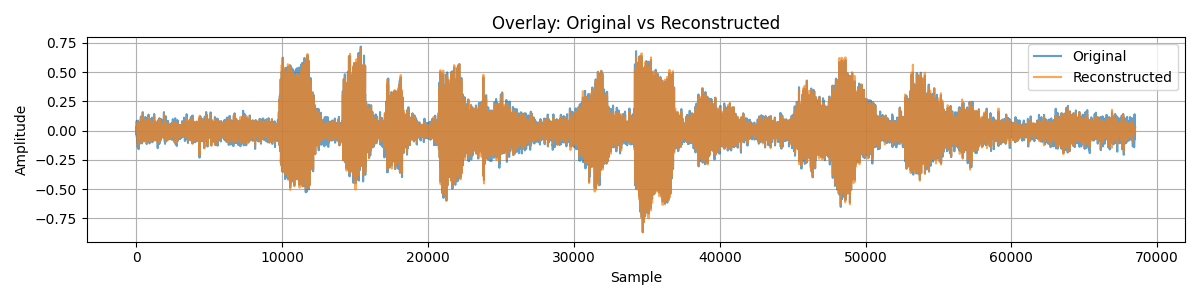 Overlay: Original vs Reconstructed
Original
Reconstructed
Amplitude
0.75
0.50
0.25
0.00
−0.25
−0.50
−0.75
0 10000 20000 30000 40000 50000 60000 70000
Sample